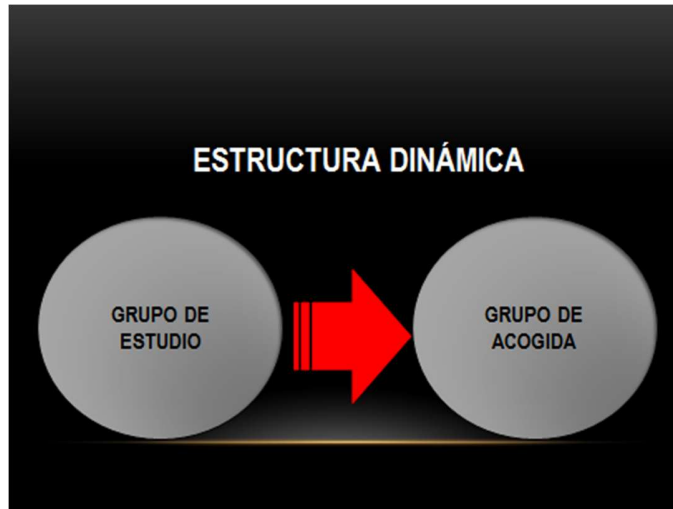 ESTRUCTURA DINÁMICA
GRUPO DE
ESTUDIO
GRUPO DE
ACOGIDA